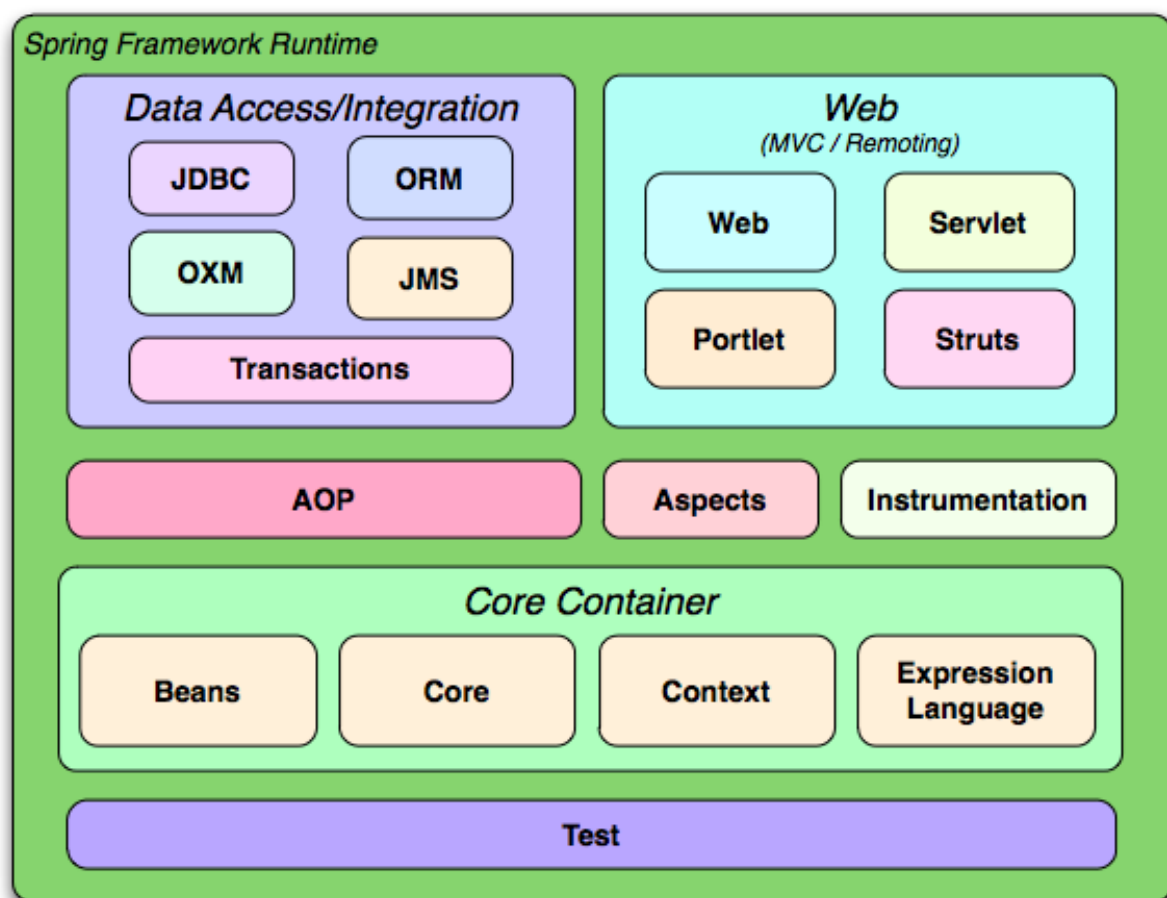 Spring Framework Runtime
Data Access/Integration
JDBC
ORM
OXM
JMS
Transactions
Web
(MVC / Remoting)
Web
Servlet
Portlet
Struts
AOP
Aspects
Instrumentation
Core Container
Beans
Core
Context
Expression
Language
Test